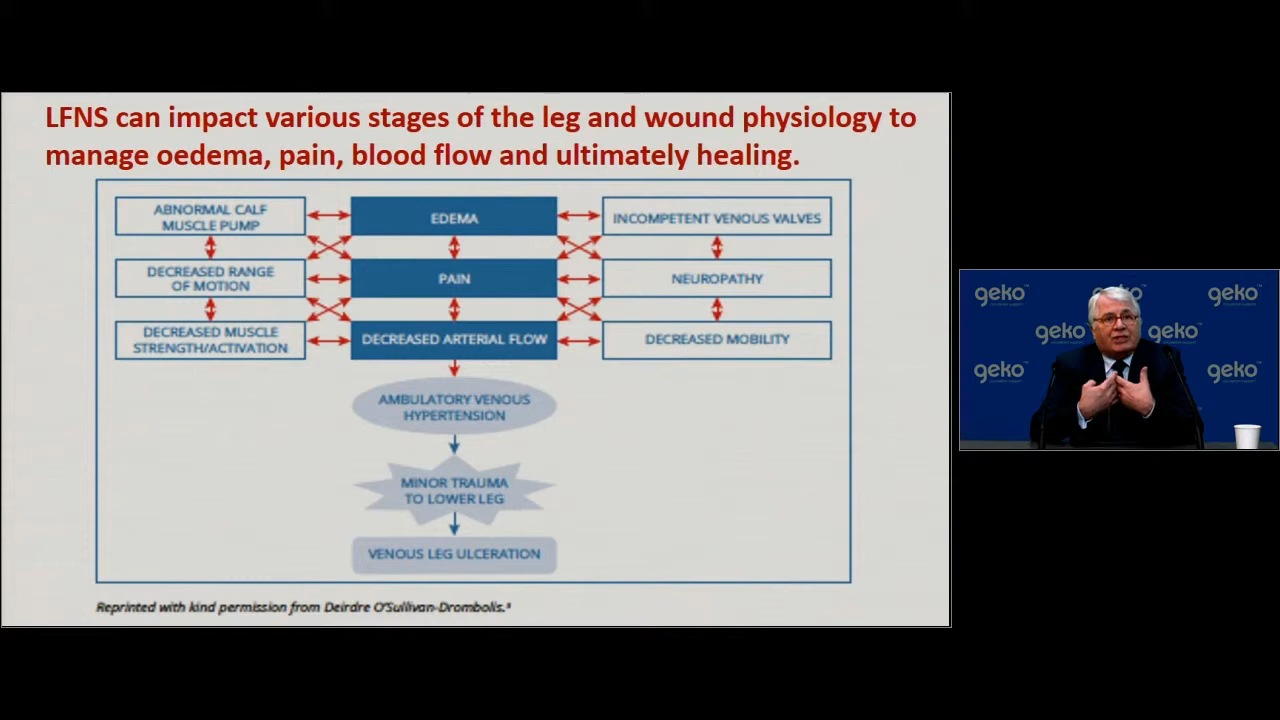 LFNS can impact various stages of the leg and wound physiology to
manage oedema, pain, blood flow and ultimately healing.
ABNORMAL CALF
MUSCLE PUMP
EDEMA
INCOMPETENT VENOUS VALVES
DECREASED RANGE
OF MOTION
PAIN
NEUROPATHY
DECREASED MUSCLE
STRENGTH/ACTIVATION
DECREASED ARTERIAL FLOW
DECREASED MOBILITY
AMBULATORY VENOUS
HYPERTENSION
MINOR TRAUMA
TO LOWER LEG
VENOUS LEG ULCERATION
Reprinted with kind permission from Deirdre O'Sullivan-Drombolis.
geko
geko
geko
geko
geko
geko
geko